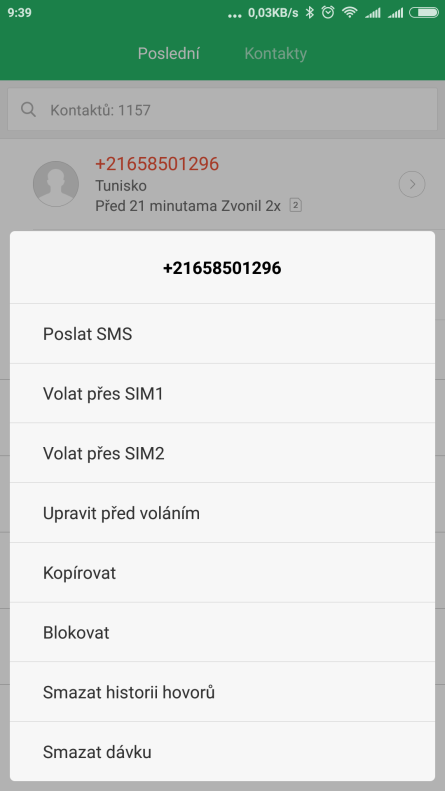 9:39
... 0,03KB/s
Poslední Kontakty
Kontaktů: 1157
+21658501296
Tunisko
Před 21 minutama Zvonil 2x 2
+21658501296
Poslat SMS
Volat přes SIM1
Volat přes SIM2
Upravit před voláním
Kopírovat
Blokovat
Smazat historii hovorů
Smazat dávku